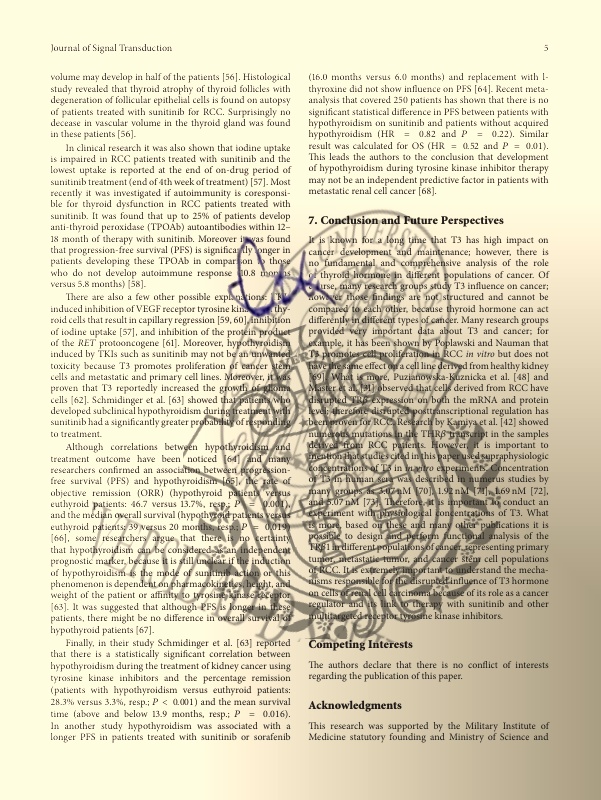 Journal of Signal Transduction
5
volume may develop in half of the patients [56]. Histological
study revealed that thyroid atrophy of thyroid follicles with
degeneration of follicular epithelial cells is found on autopsy
of patients treated with sunitinib for RCC. Surprisingly no
decease in vascular volume in the thyroid gland was found
in these patients [56].
In clinical research it was also shown that iodine uptake
is impaired in RCC patients treated with sunitinib and the
lowest uptake is reported at the end of on-drug period of
sunitinib treatment (end of 4th week of treatment) [57]. Most
recently it was investigated if autoimmunity is coresponsi-
ble for thyroid dysfunction in RCC patients treated with
sunitinib. It was found that up to 25% of patients develop
anti-thyroid peroxidase (TPOAb) autoantibodies within 12–
18 month of therapy with sunitinib. Moreover it was found
that progression-free survival (PFS) is significantly longer in
patients developing these TPOAb in comparison to those
who do not develop autoimmune response (10.8 months
versus 5.8 months) [58].
There are also a few other possible explanations:
induced inhibition of VEGF receptor tyrosine kinases in thy-
roid cells that result in capillary regression [59, 60], inhibition
of iodine uptake [57], and inhibition of the protein product
of the RET protooncogene [61]. Moreover, hypothyroidism
induced by TKIs such as sunitinib may not be an unwanted
toxicity because T3 promotes proliferation of cancer stem
cells and metastatic and primary cell lines. Moreover, it was
proven that T3 reportedly increased the growth of glioma
cells [62]. Schmidinger et al. [63] showed that patients who
developed subclinical hypothyroidism during treatment with
sunitinib had a significantly greater probability of responding
to treatment.
Although correlations between hypothyroidism and
treatment outcome have been noticed [64] and many
researchers confirmed an association between progression-
free survival (PFS) and hypothyroidism [65], the rate of
objective remission (ORR) (hypothyroid patients versus
euthyroid patients: 46.7 versus 13.7%, resp.; P = 0.001),
and the median overall survival (hypothyroid patients versus
euthyroid patients: 39 versus 20 months, resp.; P = 0.019)
[66], some researchers argue that there is no certainty
that hypothyroidism can be considered as an independent
prognostic marker, because it is still unclear if the induction
of hypothyroidism is the mode of sunitinib action or this
phenomenon is dependent on pharmacokinetics, height, and
weight of the patient or affinity to tyrosine kinase receptor
[63]. It was suggested that although PFS is longer in these
patients, there might be no difference in overall survival of
hypothyroid patients [67].
Finally, in their study Schmidinger et al. [63] reported
that there is a statistically significant correlation between
hypothyroidism during the treatment of kidney cancer using
tyrosine kinase inhibitors and the percentage remission
(patients with hypothyroidism versus euthyroid patients:
28.3% versus 3.3%, resp.; P < 0.001) and the mean survival
time (above and below 13.9 months, resp.; P = 0.016).
In another study hypothyroidism was associated with a
longer PFS in patients treated with sunitinib or sorafenib
(16.0 months versus 6.0 months) and replacement with l-
thyroxine did not show influence on PFS [64]. Recent meta-
analysis that covered 250 patients has shown that there is no
significant statistical difference in PFS between patients with
hypothyroidism on sunitinib and patients without acquired
hypothyroidism (HR = 0.82 and P = 0.22). Similar
result was calculated for OS (HR = 0.52 and P = 0.01).
This leads the authors to the conclusion that development
of hypothyroidism during tyrosine kinase inhibitor therapy
may not be an independent predictive factor in patients with
metastatic renal cell cancer [68].
7. Conclusion and Future Perspectives
It is known for a long time that T3 has high impact on
cancer development and maintenance; however, there is
no fundamental and comprehensive analysis of the role
of thyroid hormone in different populations of cancer. Of
course, many research groups study T3 influence on cancer;
however those findings are not structured and cannot be
compared to each other, because thyroid hormone can act
differently in different types of cancer. Many research groups
provided very important data about T3 and cancer; for
example, it has been shown by Poplawski and Nauman that
T3 promotes cell proliferation in RCC in vitro but does not
have the same effect on a cell line derived from healthy kidney
[69]. What is more, Puzianowska-Kuznicka et al. [48] and
Master et al. [31] observed that cells derived from RCC have
disrupted TRs expression on both the mRNA and protein
level; therefore disrupted posttranscriptional regulation has
been proven for RCC. Research by Kamiya et al. [42] showed
numerous mutations in the THRB transcript in the samples
derived from RCC patients. However, it is important to
mention that studies cited in this paper used supraphysiologic
concentrations of T3 in in vitro experiments. Concentration
of T3 in human sera was described in numerus studies by
many groups as 3.07 nM [70], 1.92 nM [71], 1.69 nM [72],
and 5.07 nM [73]. Therefore, it is important to conduct an
experiment with physiological concentrations of T3. What
is more, based on these and many other publications it is
possible to design and perform functional analysis of the
in different populations of cancer, representing primary
tumor, metastatic tumor, and cancer stem cell populations
of RCC. It is extremely important to understand the mecha-
nisms responsible for the disrupted influence of T3 hormone
on cells of renal cell carcinoma because of its role as a cancer
regulator and its link to therapy with sunitinib and other
multitargeted receptor tyrosine kinase inhibitors.
Competing Interests
The authors declare that there is no conflict of interests
regarding the publication of this paper.
Acknowledgments
This research was supported by the Military Institute of
Medicine statutory founding and Ministry of Science and